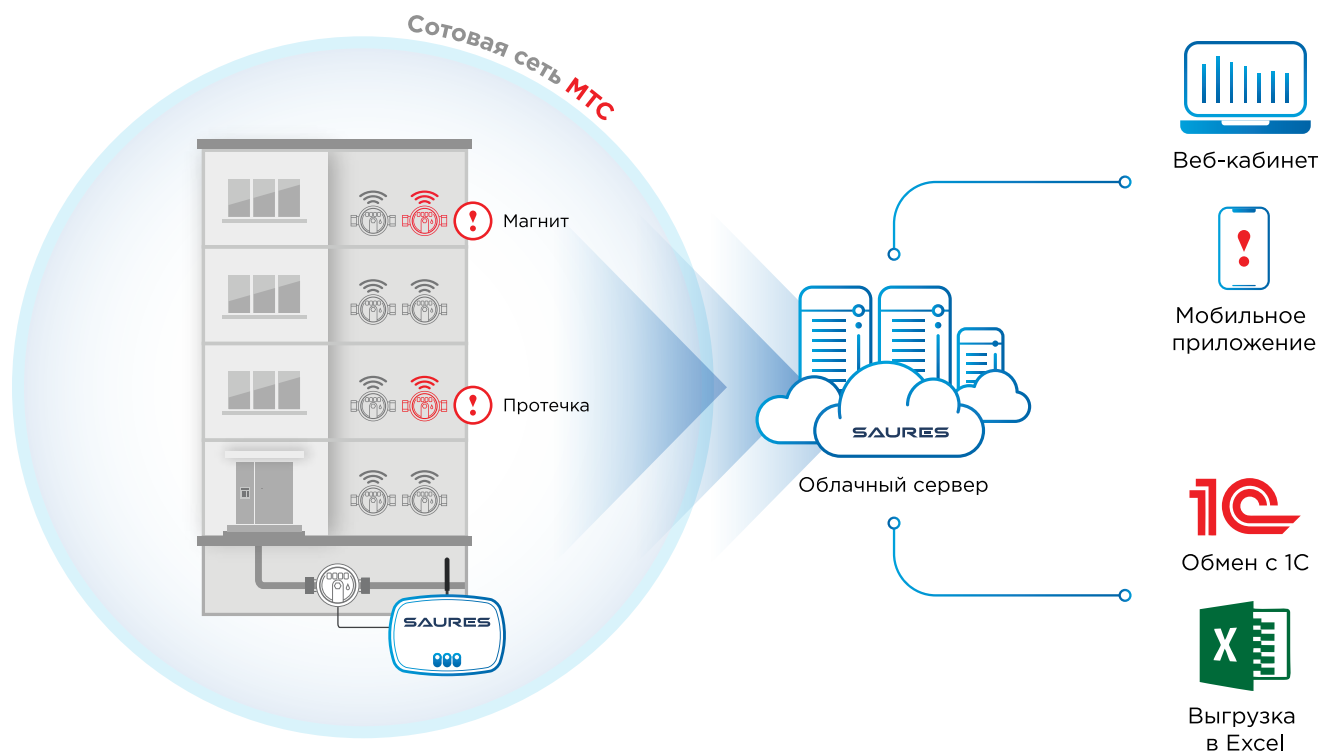 Сотовая сеть МТС
Магнит
Протечка
SAURES
SAURES
Облачный сервер
Веб-кабинет
Мобильное
приложение
1С
Обмен с 1С
X
Выгрузка
в Excel